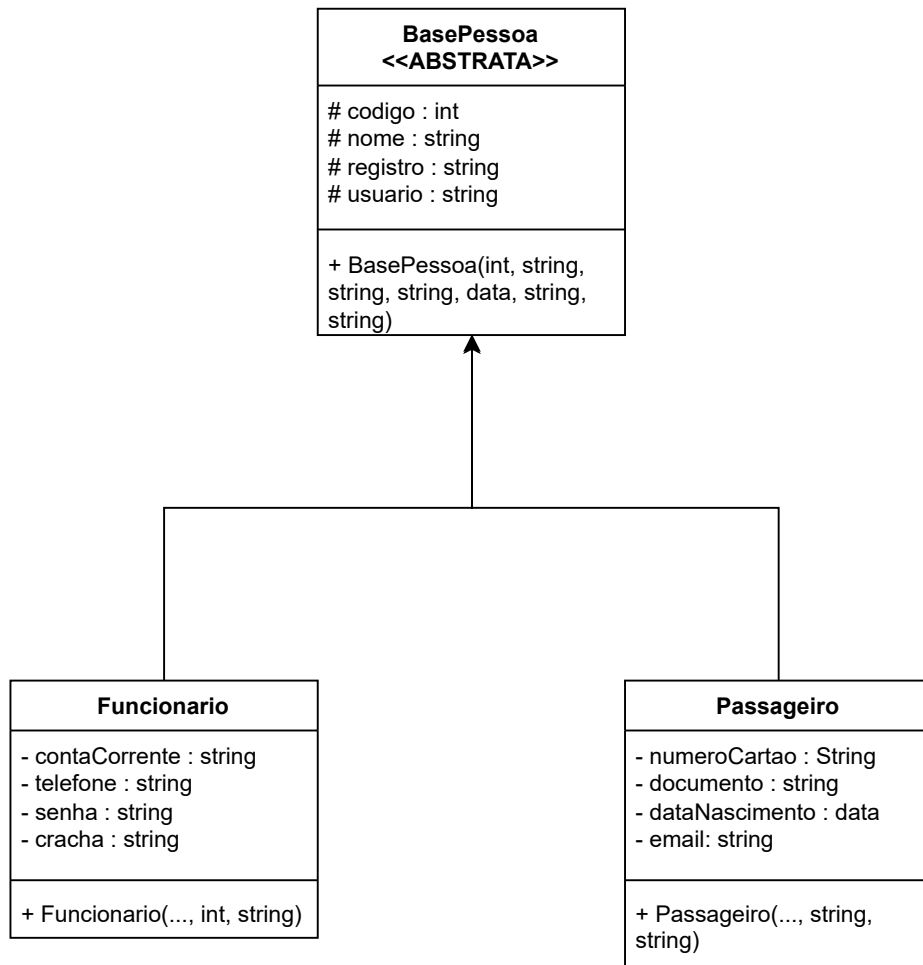 BasePessoa
<<ABSTRATA>>
# codigo : int
# nome : string
# registro : string
# usuario : string
+ BasePessoa(int, string,
string, string, data, string,
string)
Funcionario
- contaCorrente : string
- telefone : string
- senha : string
- cracha : string
+ Funcionario(..., int, string)
Passageiro
- numeroCartao : String
- documento : string
- dataNascimento : data
- email: string
+ Passageiro(..., string,
string)